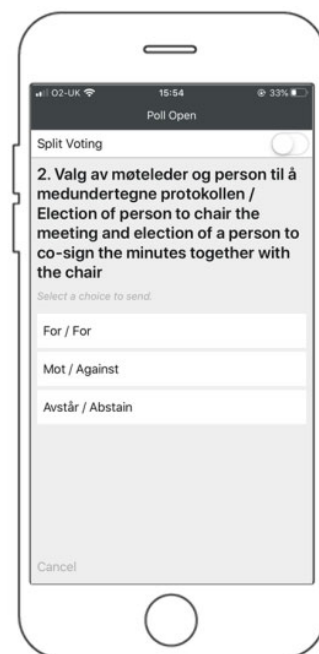 O2-UK 15:54 33%
Poll Open
Split Voting
2. Valg av møteleder og person til å
medundertegne protokollen /
Election of person to chair the
meeting and election of a person to
co-sign the minutes together with
the chair
Select a choice to send.
For / For
Mot / Against
Avstår / Abstain
Cancel